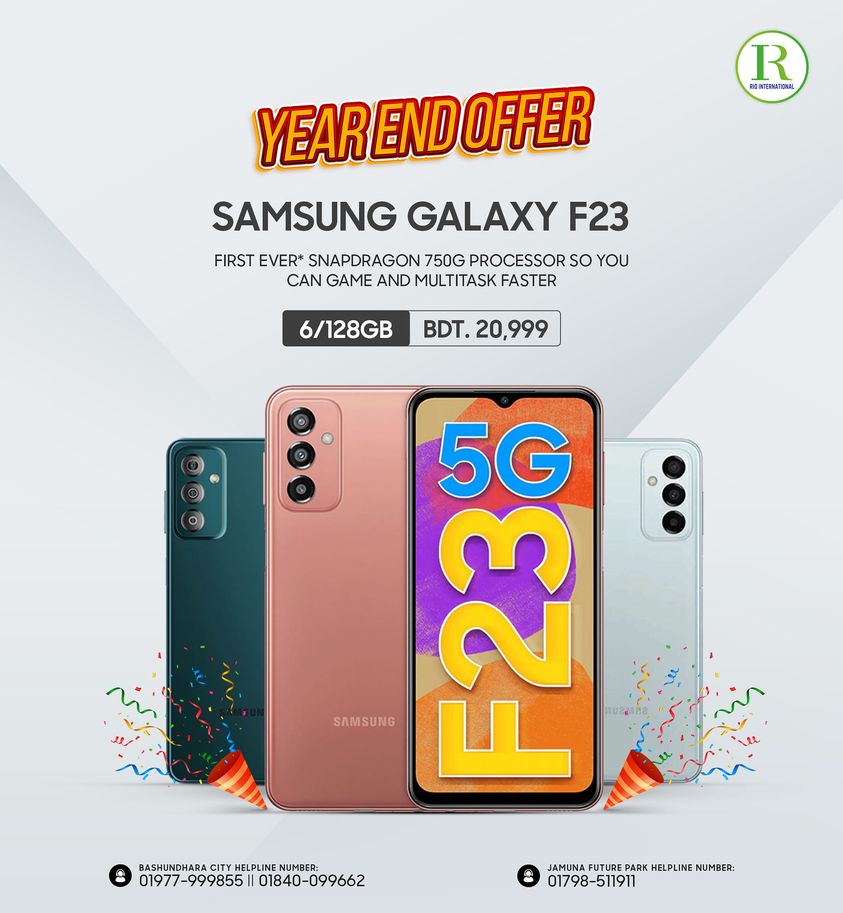 R
RIO INTERNATIONAL
YEAR END OFFER
SAMSUNG GALAXY F23
FIRST EVER* SNAPDRAGON 750G PROCESSOR SO YOU
CAN GAME AND MULTITASK FASTER
6/128GB BDT. 20,999
5G
F23
SAMSUNG
SAMSUNG
SAMSUNG
BASHUNDHARA CITY HELPLINE NUMBER:
01977-999855 || 01840-099662
JAMUNA FUTURE PARK HELPLINE NUMBER:
01798-511911